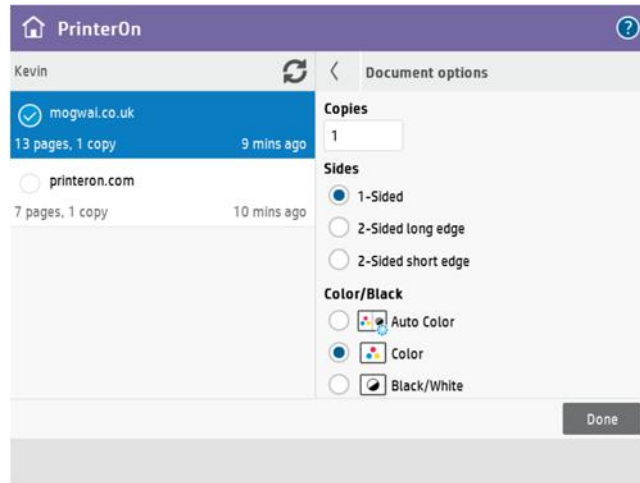 PrinterOn
?
Kevin
Document options
mogwai.co.uk
13 pages, 1 copy 9 mins ago
printeron.com
7 pages, 1 copy 10 mins ago
Copies
1
Sides
1-Sided
2-Sided long edge
2-Sided short edge
Color/Black
Auto Color
Color
Black/White
Done